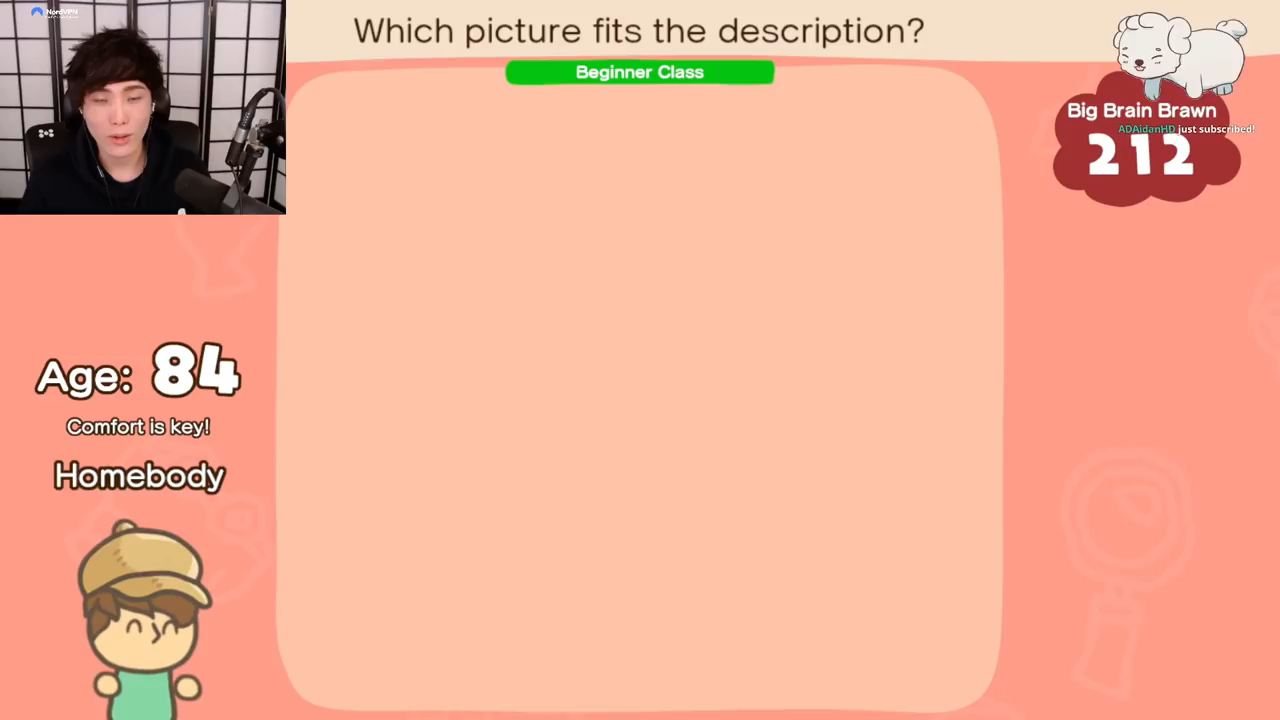 NordVPN
Which picture fits the description?
Beginner Class
Big Brain Brawn
ADAidanHD just subscribed!
212
Age: 84
Comfort is key!
Homebody